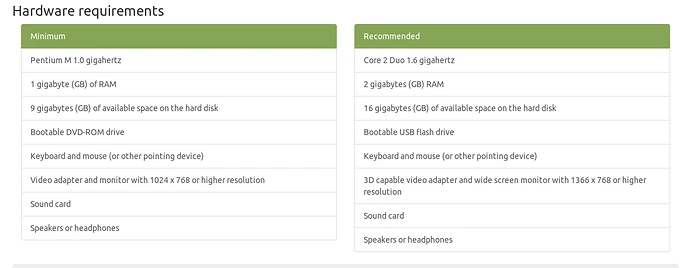 Hardware requirements
Minimum
Pentium M 1.0 gigahertz
1 gigabyte (GB) of RAM
9 gigabytes (GB) of available space on the hard disk
Bootable DVD-ROM drive
Keyboard and mouse (or other pointing device)
Video adapter and monitor with 1024 x 768 or higher resolution
Sound card
Speakers or headphones
Recommended
Core 2 Duo 1.6 gigahertz
2 gigabytes (GB) RAM
16 gigabytes (GB) of available space on the hard disk
Bootable USB flash drive
Keyboard and mouse (or other pointing device)
3D capable video adapter and wide screen monitor with 1366 x 768 or higher
resolution
Sound card
Speakers or headphones